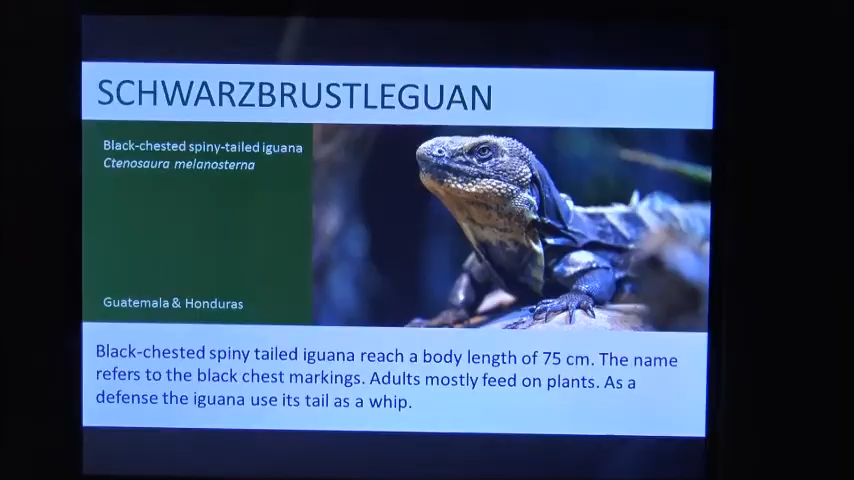 SCHWARZBRUSTLEGUAN
Black-chested spiny-tailed iguana
Ctenosaura melanosterna
Guatemala & Honduras
Black-chested spiny tailed iguana reach a body length of 75 cm. The name
refers to the black chest markings. Adults mostly feed on plants. As a
defense the iguana use its tail as a whip.